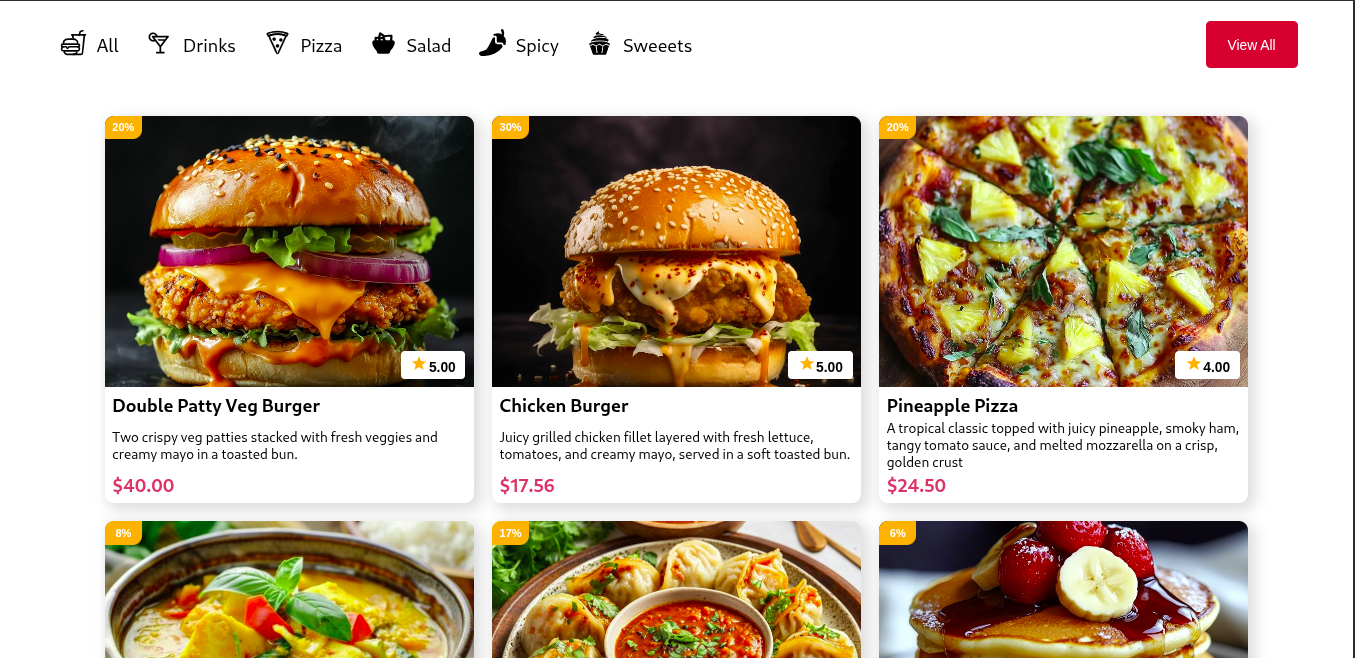 All Drinks Pizza Salad Spicy Sweeets View All
20%
5.00
Double Patty Veg Burger
Two crispy veg patties stacked with fresh veggies and
creamy mayo in a toasted bun.
$40.00
30%
5.00
Chicken Burger
Juicy grilled chicken fillet layered with fresh lettuce,
tomatoes, and creamy mayo, served in a soft toasted bun.
$17.56
20%
4.00
Pineapple Pizza
A tropical classic topped with juicy pineapple, smoky ham,
tangy tomato sauce, and melted mozzarella on a crisp,
golden crust
$24.50
8%
17%
6%